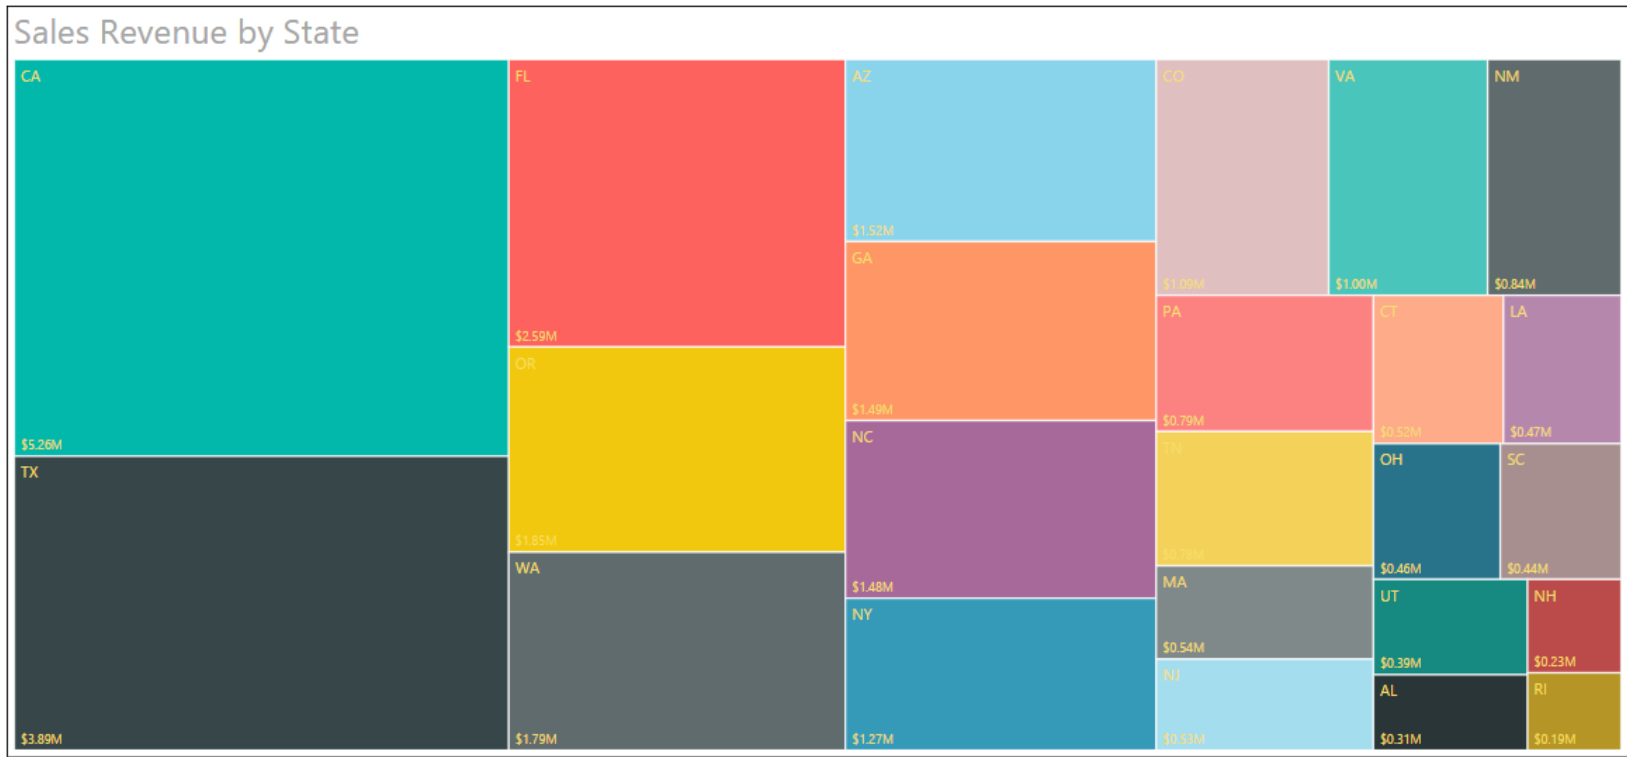 Sales Revenue by State
CA
$5.26M
TX
$3.89M
FL
$2.59M
OR
$1.85M
WA
$1.79M
AZ
$1.52M
GA
$1.49M
NC
$1.48M
NY
$1.27M
CO
$1.09M
VA
$1.00M
NM
$0.84M
PA
$0.79M
TN
$0.78M
MA
$0.54M
NJ
$0.53M
CT
$0.52M
LA
$0.47M
OH
$0.46M
SC
$0.44M
UT
$0.39M
AL
$0.31M
NH
$0.23M
RI
$0.19M